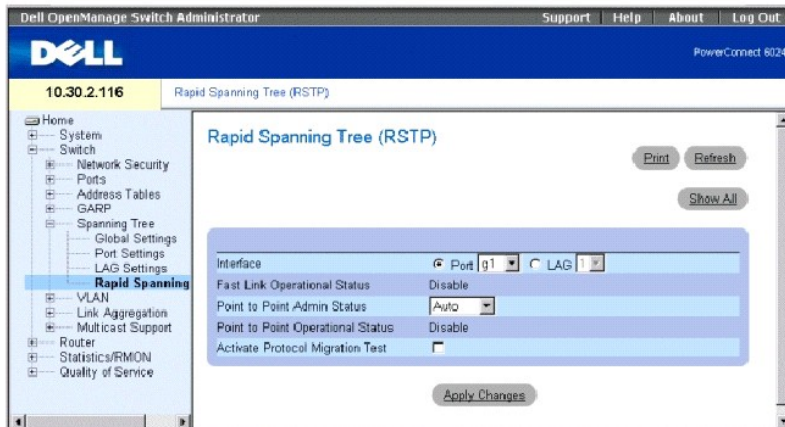 Dell OpenManage Switch Administrator Support Help About Log Out
DELL
PowerConnect 6024
10.30.2.116 Rapid Spanning Tree (RSTP)
Home
System
Switch
Network Security
Ports
Address Tables
GARP
Spanning Tree
Global Settings
Port Settings
LAG Settings
Rapid Spanning
VLAN
Link Aggregation
Multicast Support
Router
Statistics/RMON
Quality of Service
Rapid Spanning Tree (RSTP)
Print Refresh
Show All
Interface Port g1 LAG 1
Fast Link Operational Status Disable
Point to Point Admin Status Auto
Point to Point Operational Status Disable
Activate Protocol Migration Test
Apply Changes